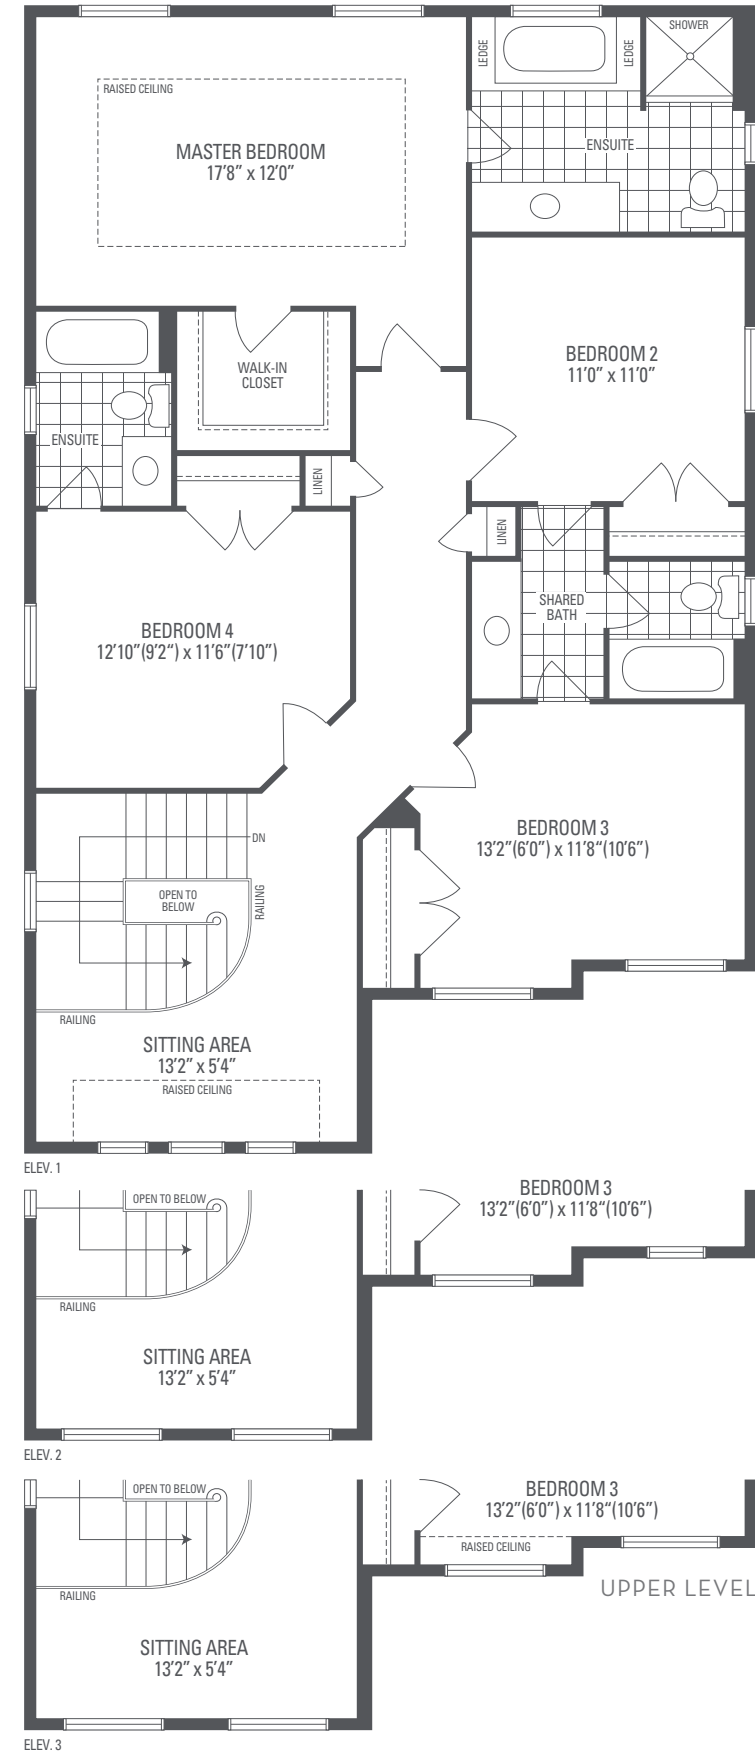 LEDGE
LEDGE
SHOWER
RAISED CEILING
MASTER BEDROOM
17'8” x 12'0”
ENSUITE
BEDROOM 2
11'0” x 11'0”
WALK-IN
CLOSET
ENSUITE
LINEN
LINEN
SHARED
BATH
BEDROOM 4
12'10”(9'2“) x 11'6”(7'10”)
BEDROOM 3
13'2”(6'0”) x 11'8“(10'6”)
DN
OPEN TO
BELOW
RAILING
RAILING
SITTING AREA
13'2” x 5'4”
RAISED CEILING
ELEV. 1
OPEN TO BELOW
BEDROOM 3
13'2”(6'0”) x 11'8“(10'6”)
RAILING
SITTING AREA
13'2” x 5'4”
ELEV. 2
OPEN TO BELOW
BEDROOM 3
13'2”(6'0”) x 11'8“(10'6”)
RAISED CEILING
UPPER LEVEL
RAILING
SITTING AREA
13'2” x 5'4”
ELEV. 3